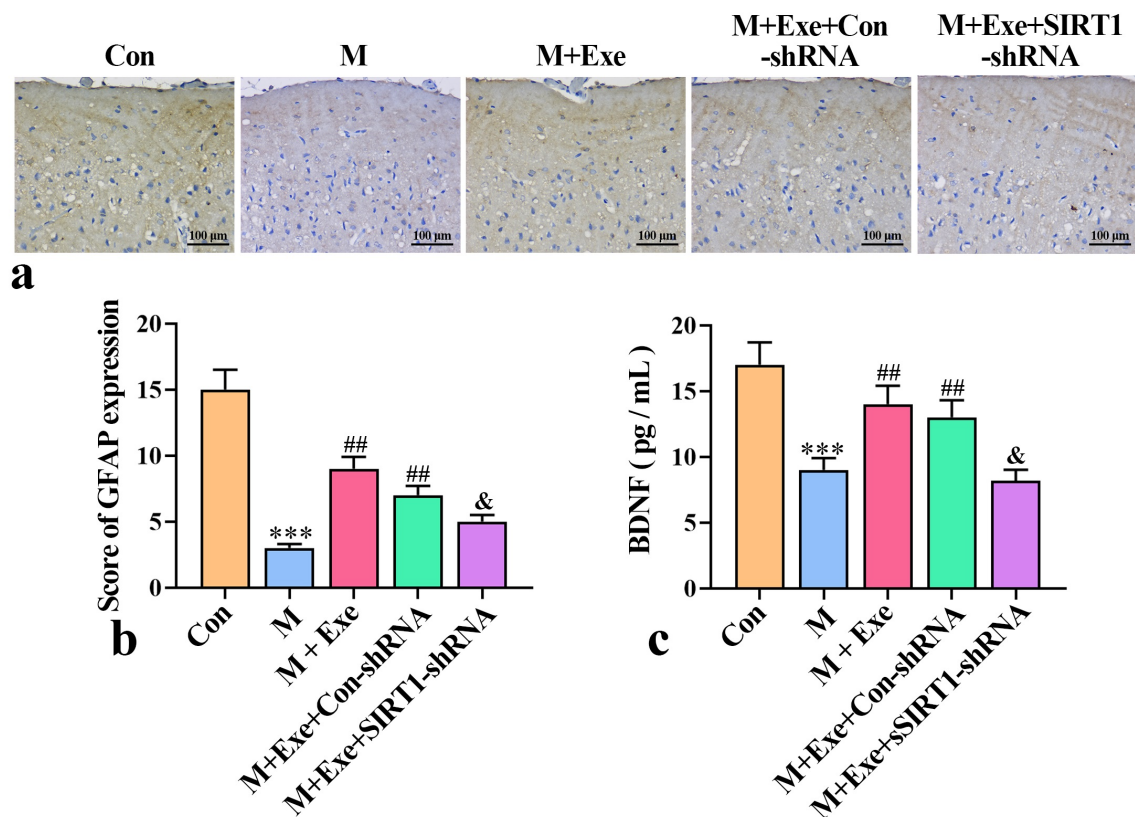 Con
M
M+Exe
M+Exe+Con
-shRNA
M+Exe+SIRT1
-shRNA
100 μm
100 μm
100 μm
100 μm
100 μm
a
Score of GFAP expression
20
15
10
5
0
***
##
##
&
Con
M
M + Exe
M+Exe+Con-shRNA
M+Exe+SIRT1-shRNA
b
BDNF ( pg / mL )
20
15
10
5
0
***
##
##
&
Con
M
M + Exe
M+Exe+Con-shRNA
M+Exe+sSIRT1-shRNA
c